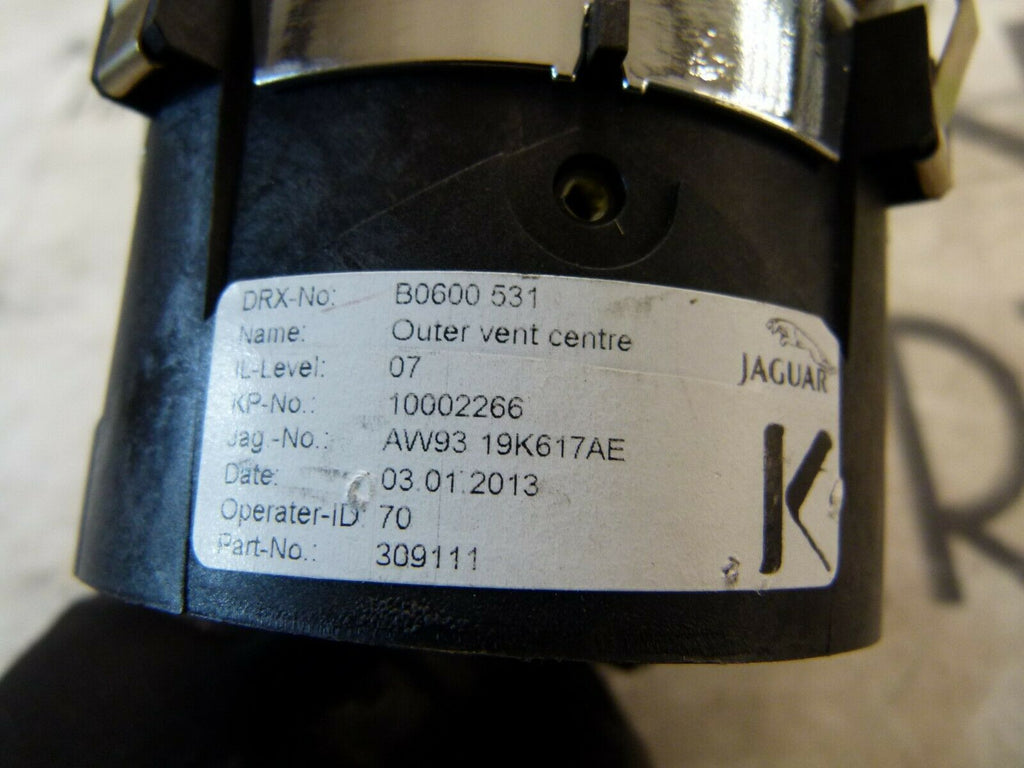 DRX-No: B0600 531
Name: Outer vent centre
IL-Level: 07
KP-No.: 10002266
Jag.-No.: AW93 19K617AE
Date: 03.01.2013
Operater-ID: 70
Part-No.: 309111
JAGUAR
K
R